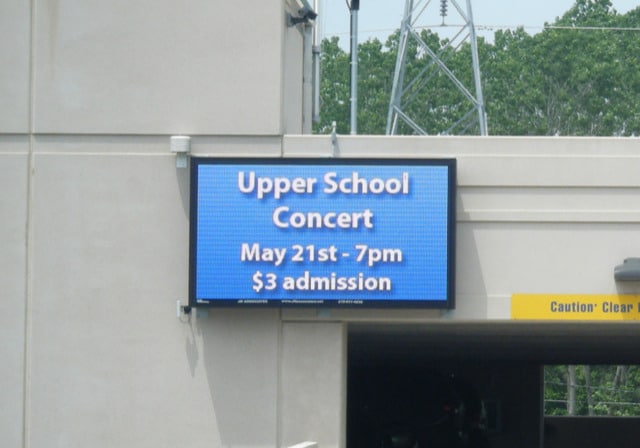 Upper School
Concert
May 21st - 7pm
$3 admission
Caution: Clear